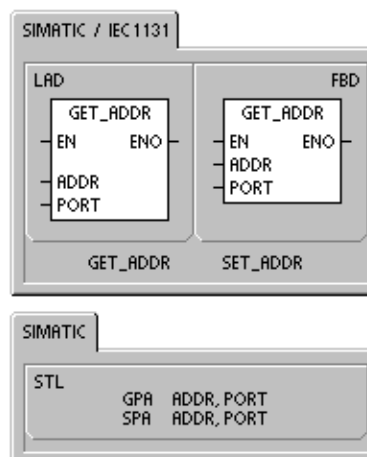 SIMATIC / IEC1131
LAD FBD
GET_ADDR GET_ADDR
EN ENO EN ENO
ADDR ADDR
PORT PORT
GET_ADDR SET_ADDR
SIMATIC
STL
GPA ADDR, PORT
SPA ADDR, PORT